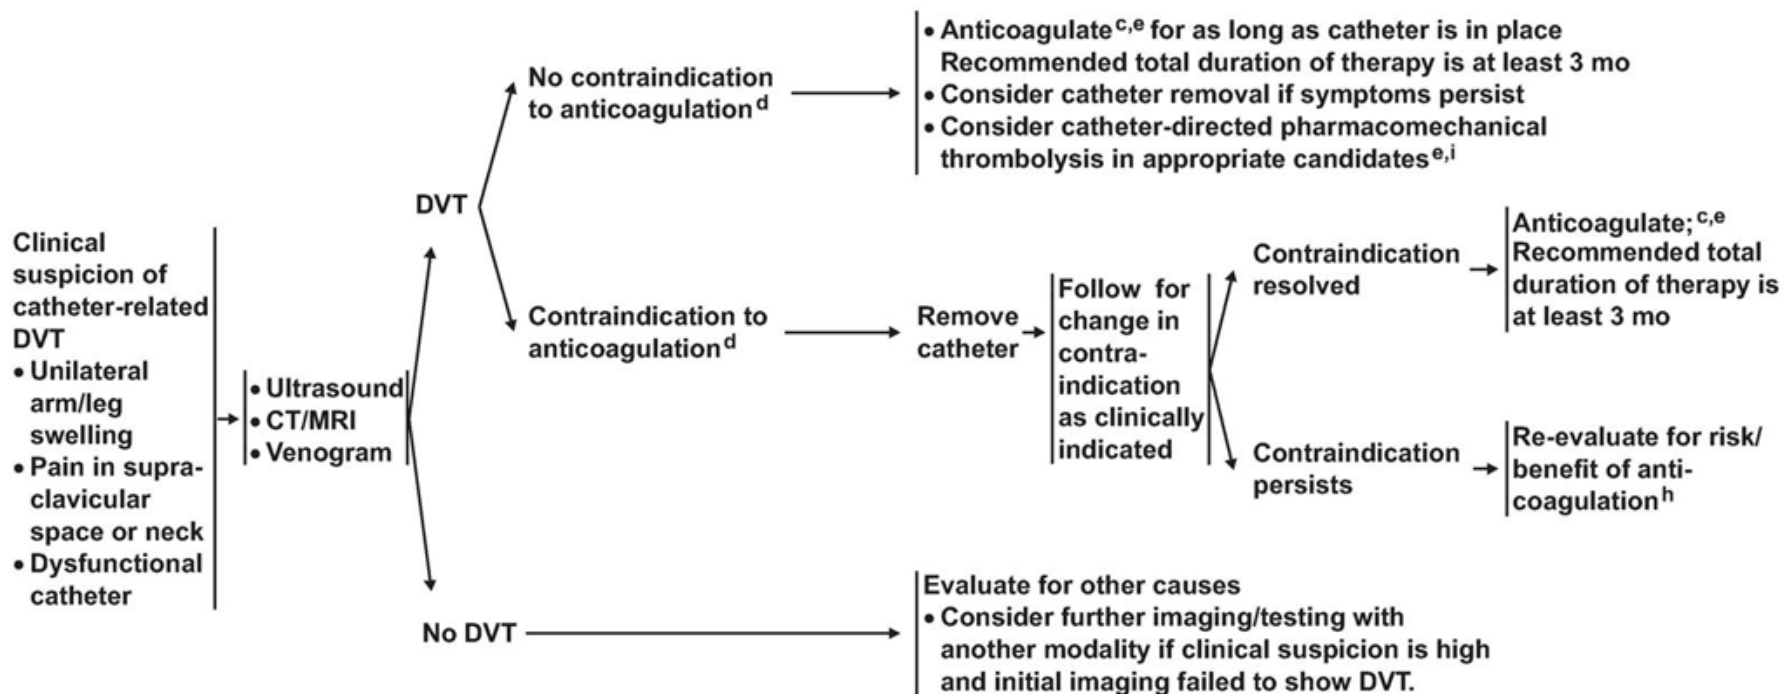 Clinical
suspicion of
catheter-related
DVT
• Unilateral
arm/leg
swelling
• Pain in supra-
clavicular
space or neck
• Dysfunctional
catheter
• Ultrasound
• CT/MRI
• Venogram
DVT
No contraindication
to anticoagulation d
• Anticoagulate c,e for as long as catheter is in place
Recommended total duration of therapy is at least 3 mo
• Consider catheter removal if symptoms persist
• Consider catheter-directed pharmacomechanical
thrombolysis in appropriate candidates e,i
Contraindication to
anticoagulation d
Remove
catheter
Follow for
change in
contra-
indication
as clinically
indicated
Contraindication
resolved
Anticoagulate; c,e
Recommended total
duration of therapy is
at least 3 mo
Contraindication
persists
Re-evaluate for risk/
benefit of anti-
coagulation h
No DVT
Evaluate for other causes
• Consider further imaging/testing with
another modality if clinical suspicion is high
and initial imaging failed to show DVT.